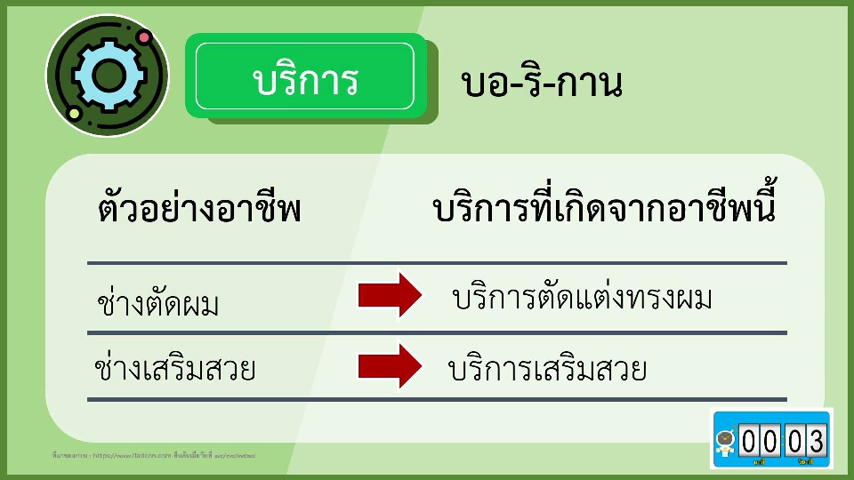 บริการ
บอ-ริ-กาน
ตัวอย่างอาชีพ
บริการที่เกิดจากอาชีพนี้
ช่างตัดผม
บริการตัดแต่งทรงผม
ช่างเสริมสวย
บริการเสริมสวย
00 03